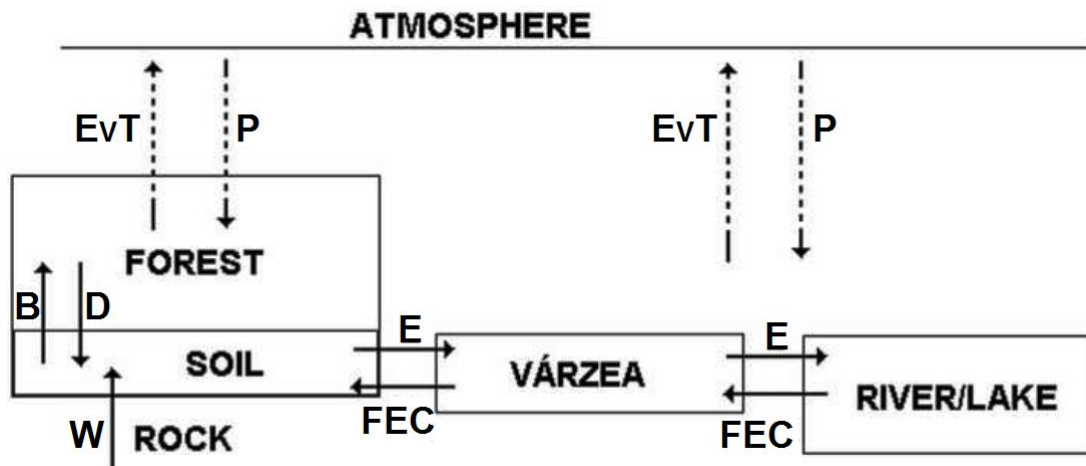 ATMOSPHERE
EvT P EvT P
FOREST
B D
E E
SOIL VÁRZEA RIVER/LAKE
FEC FEC
W ROCK